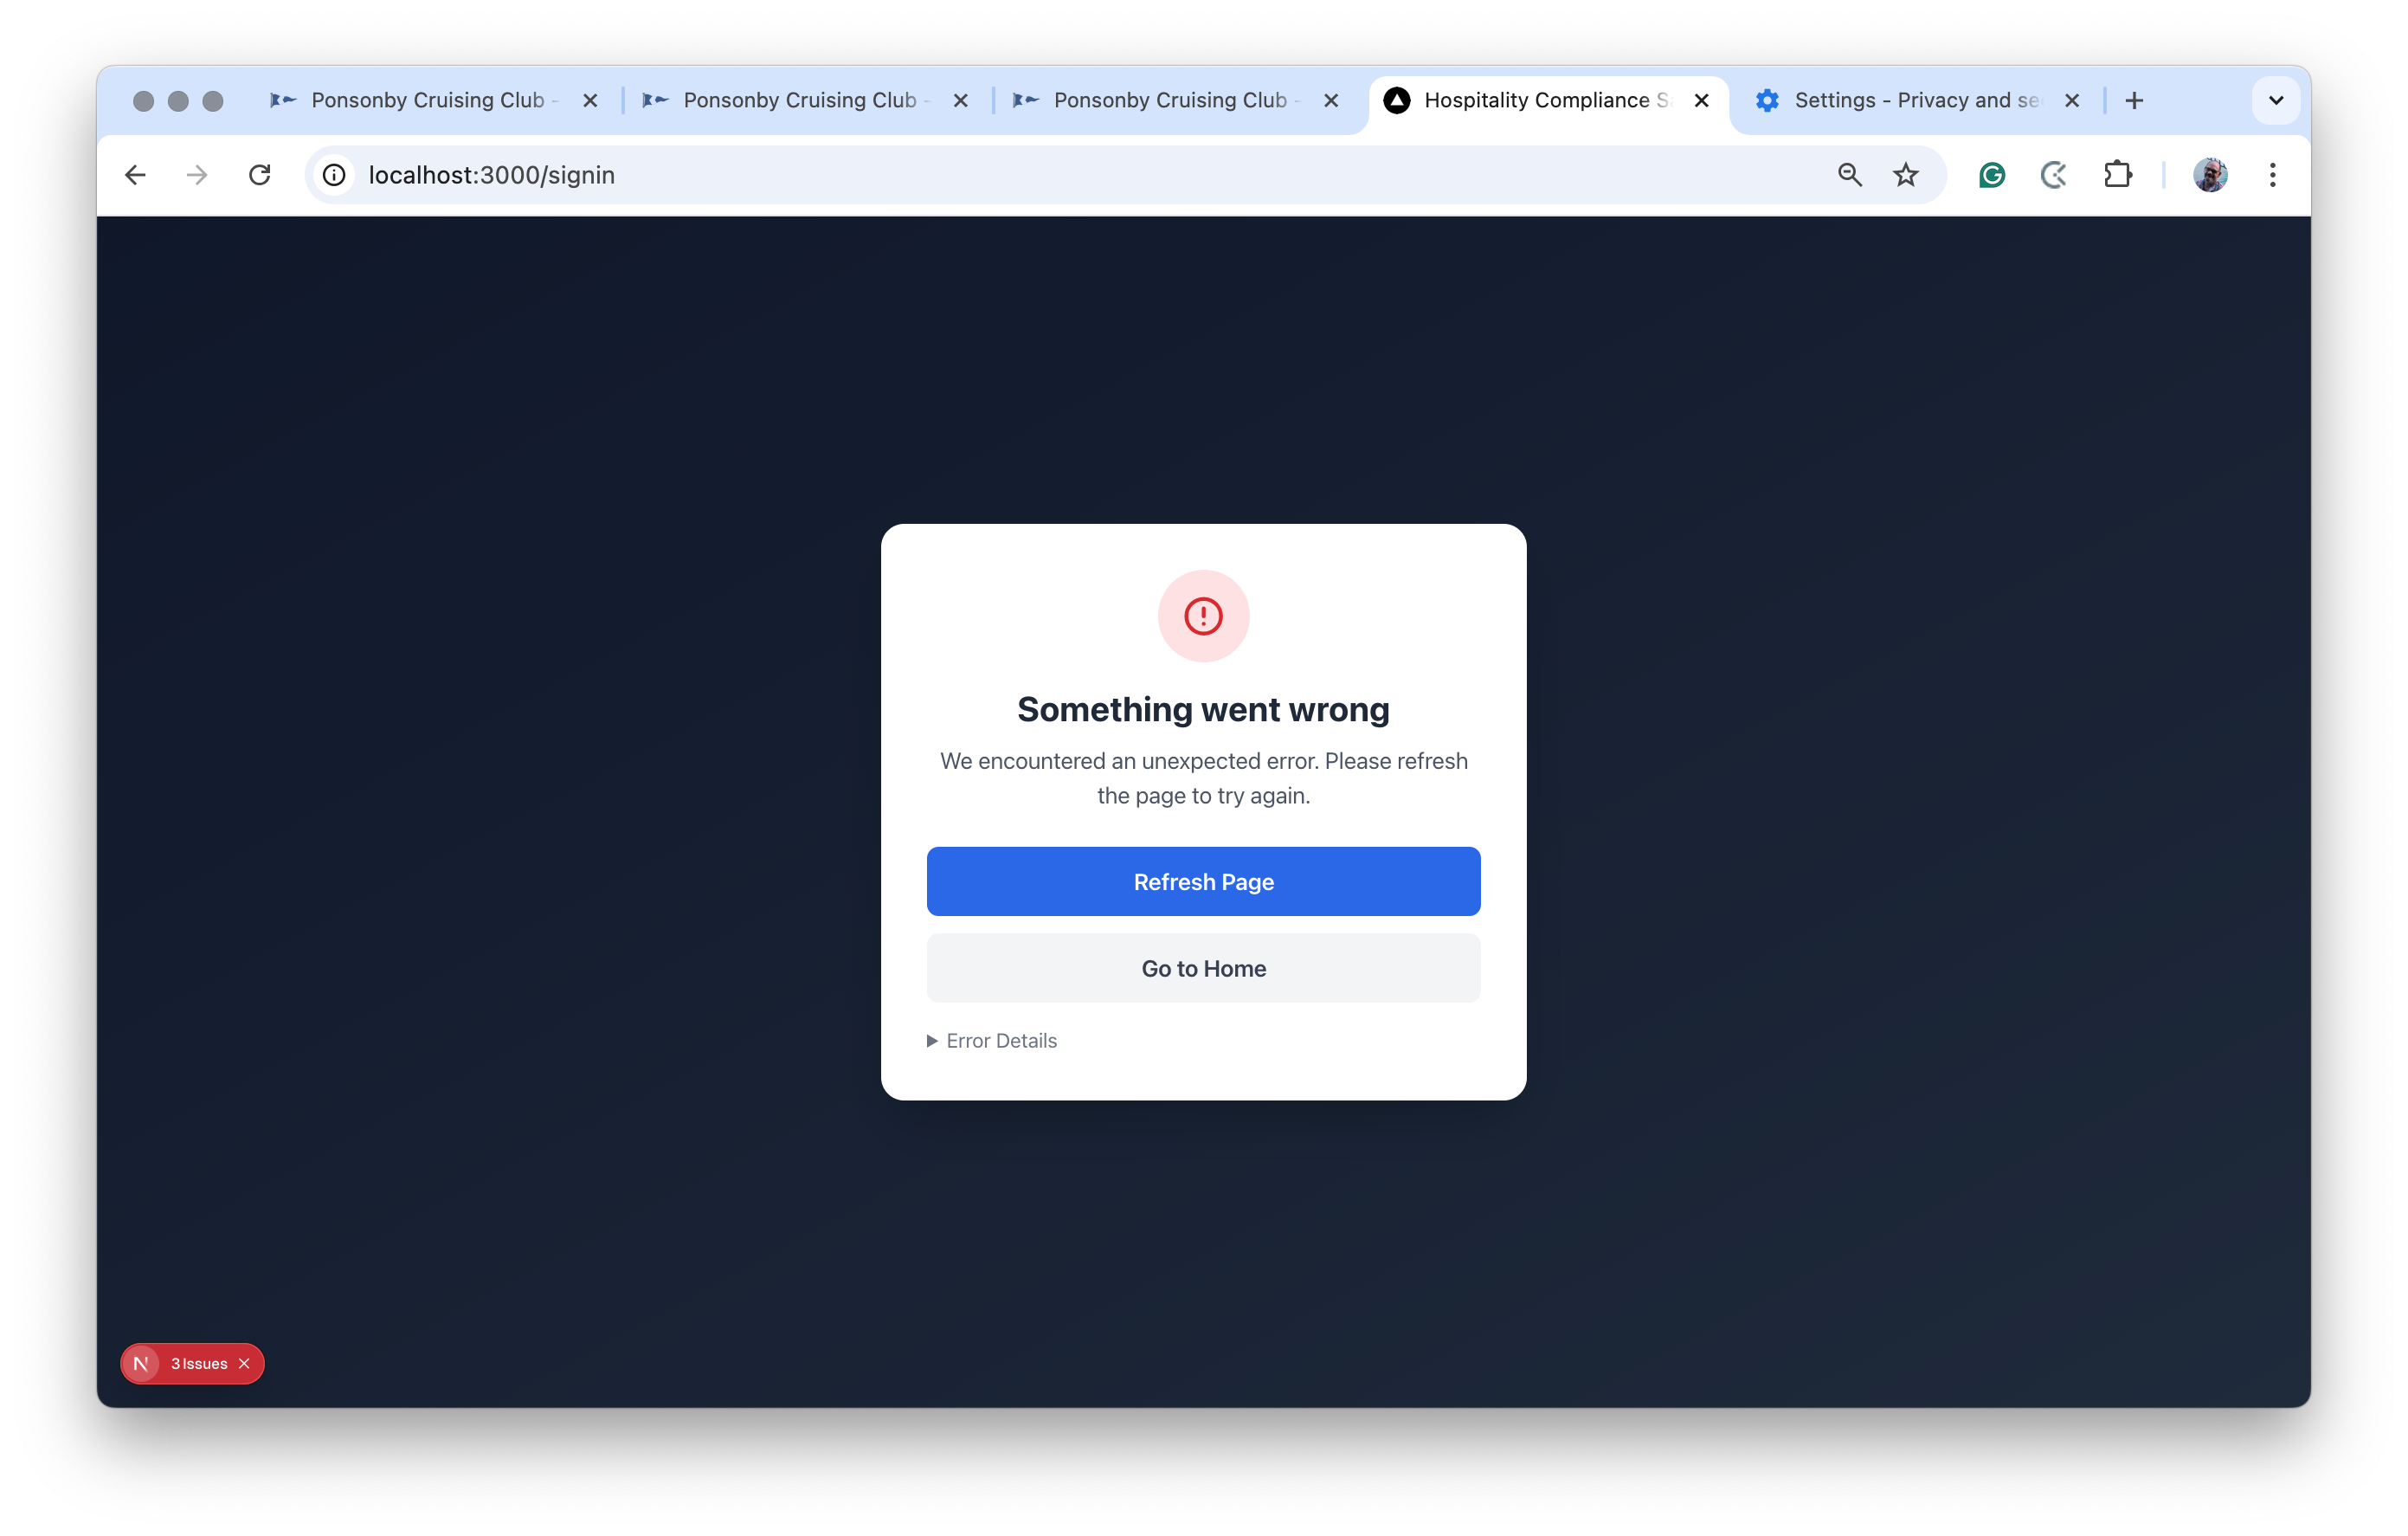 Ponsonby Cruising Club -
Ponsonby Cruising Club -
Ponsonby Cruising Club -
Hospitality Compliance S
Settings - Privacy and se
localhost:3000/signin
Something went wrong
We encountered an unexpected error. Please refresh
the page to try again.
Refresh Page
Go to Home
Error Details
N 3 Issues